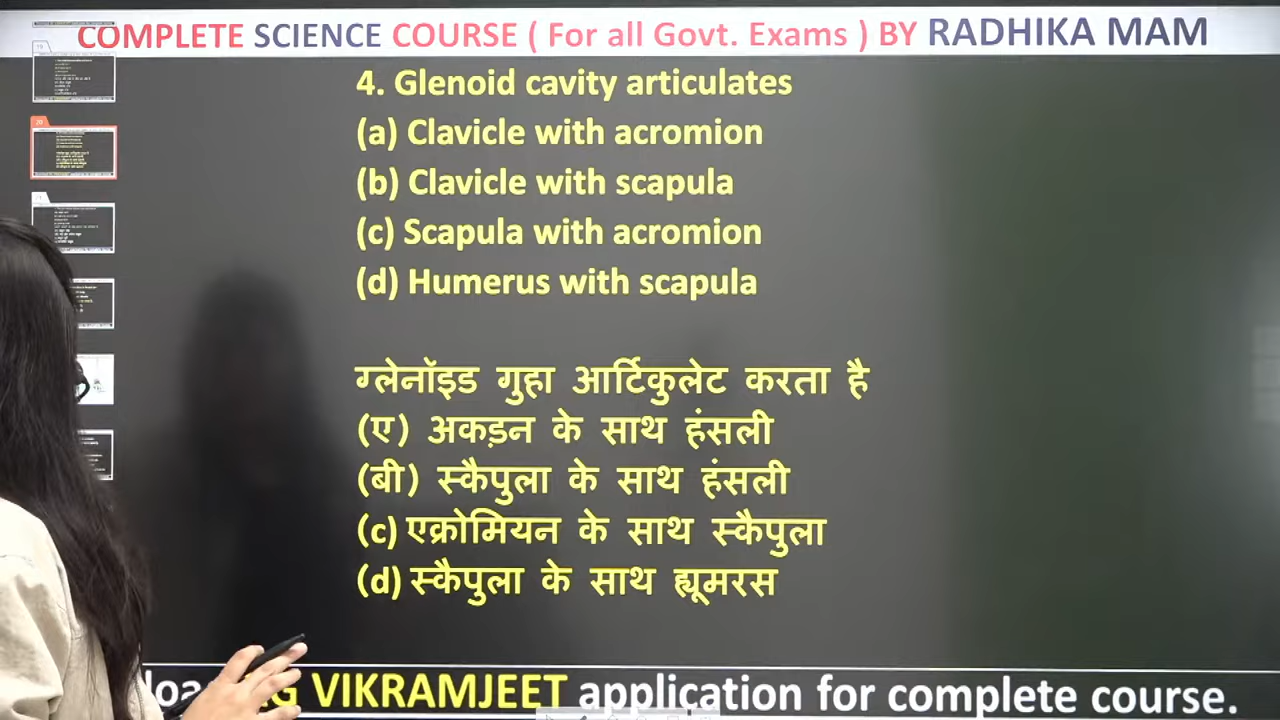 COMPLETE SCIENCE COURSE ( For all Govt. Exams ) BY RADHIKA MAM
4. Glenoid cavity articulates
(a) Clavicle with acromion
(b) Clavicle with scapula
(c) Scapula with acromion
(d) Humerus with scapula
ग्लेनॉइड गुहा आर्टिकुलेट करता है
(ए) अकड़न के साथ हंसली
(बी) स्कैपुला के साथ हंसली
(c) एक्रोमियन के साथ स्कैपुला
(d) स्कैपुला के साथ ह्यूमरस
VIKRAMJEET application for complete course.
19
20